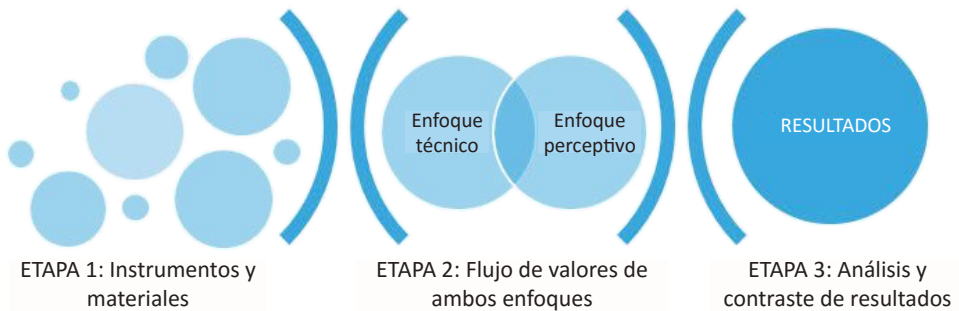 Enfoque
técnico
Enfoque
perceptivo
RESULTADOS
ETAPA 1: Instrumentos y
materiales
ETAPA 2: Flujo de valores de
ambos enfoques
ETAPA 3: Análisis y
contraste de resultados